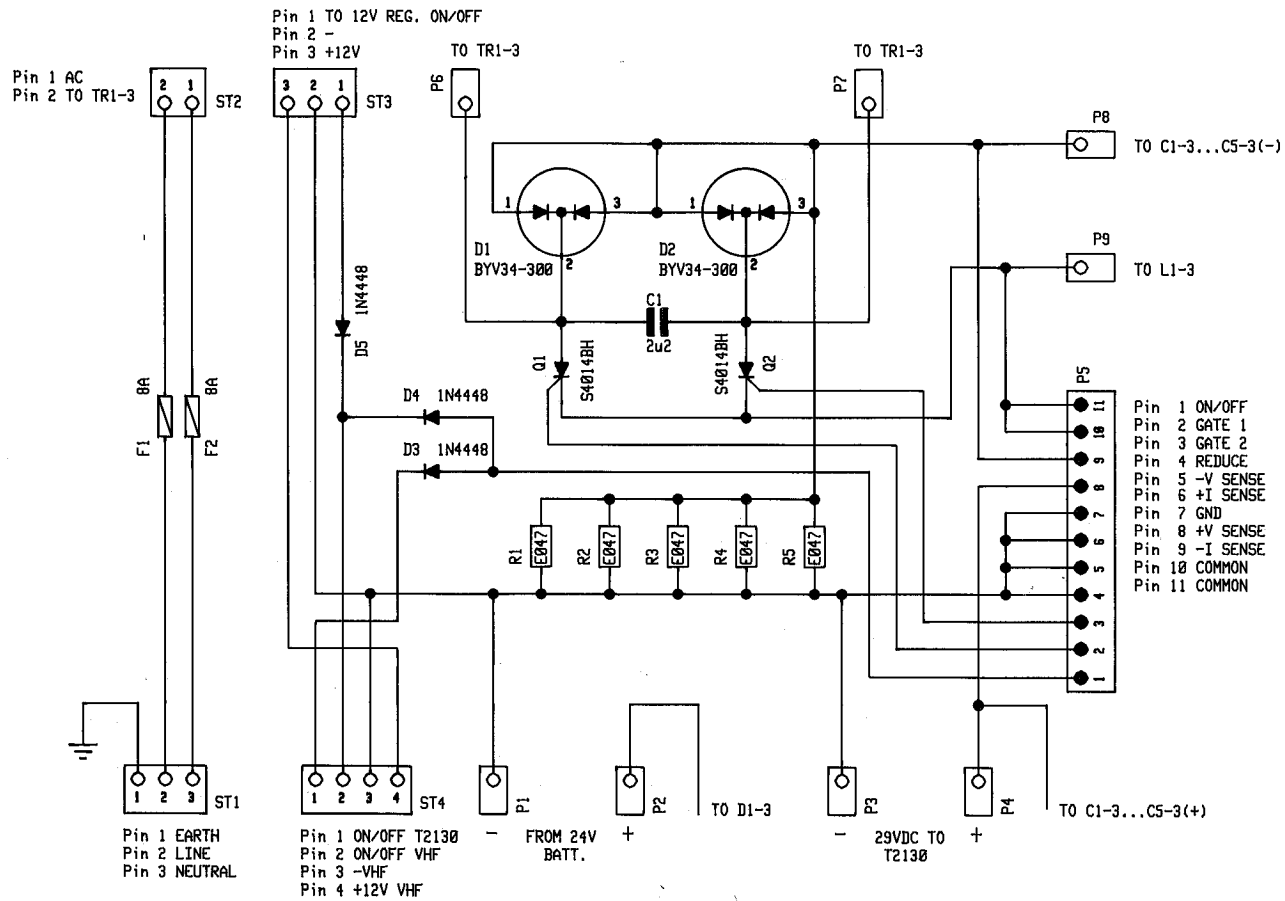 Pin 1 TO 12V REG. ON/OFF
Pin 2 -
Pin 3 +12V
Pin 1 AC
Pin 2 TO TR1-3
2 1
ST2
3 2 1
ST3
TO TR1-3
P6
TO TR1-3
P7
P8
TO C1-3...C5-3(-)
1 3
D1
BYV34-300
2
1 3
D2
BYV34-300
2
P9
TO L1-3
1N4448
D5
C1
2u2
Q1
S4014BH
S4014BH
Q2
8A
8A
F1
F2
D4 1N4448
D3 1N4448
P5
11
10
9
8
7
6
5
4
3
2
1
Pin 1 ON/OFF
Pin 2 GATE 1
Pin 3 GATE 2
Pin 4 REDUCE
Pin 5 -V SENSE
Pin 6 +I SENSE
Pin 7 GND
Pin 8 +V SENSE
Pin 9 -I SENSE
Pin 10 COMMON
Pin 11 COMMON
R1
E047
R2
E047
R3
E047
R4
E047
R5
E047
1 2 3
ST1
Pin 1 EARTH
Pin 2 LINE
Pin 3 NEUTRAL
1 2 3 4
ST4
Pin 1 ON/OFF T2130
Pin 2 ON/OFF VHF
Pin 3 -VHF
Pin 4 +12V VHF
P1
-
FROM 24V
BATT.
P2
+
TO D1-3
P3
-
29VDC TO
T2130
P4
+
TO C1-3...C5-3(+)